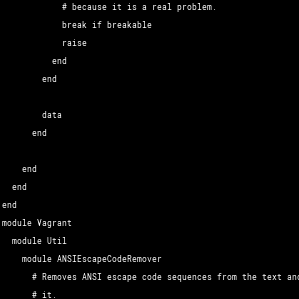 # because it is a real problem.
break if breakable
raise
end
end
data
end
end
end
end
module Vagrant
module Util
module ANSIEscapeCodeRemover
# Removes ANSI escape code sequences from the text and
# it.